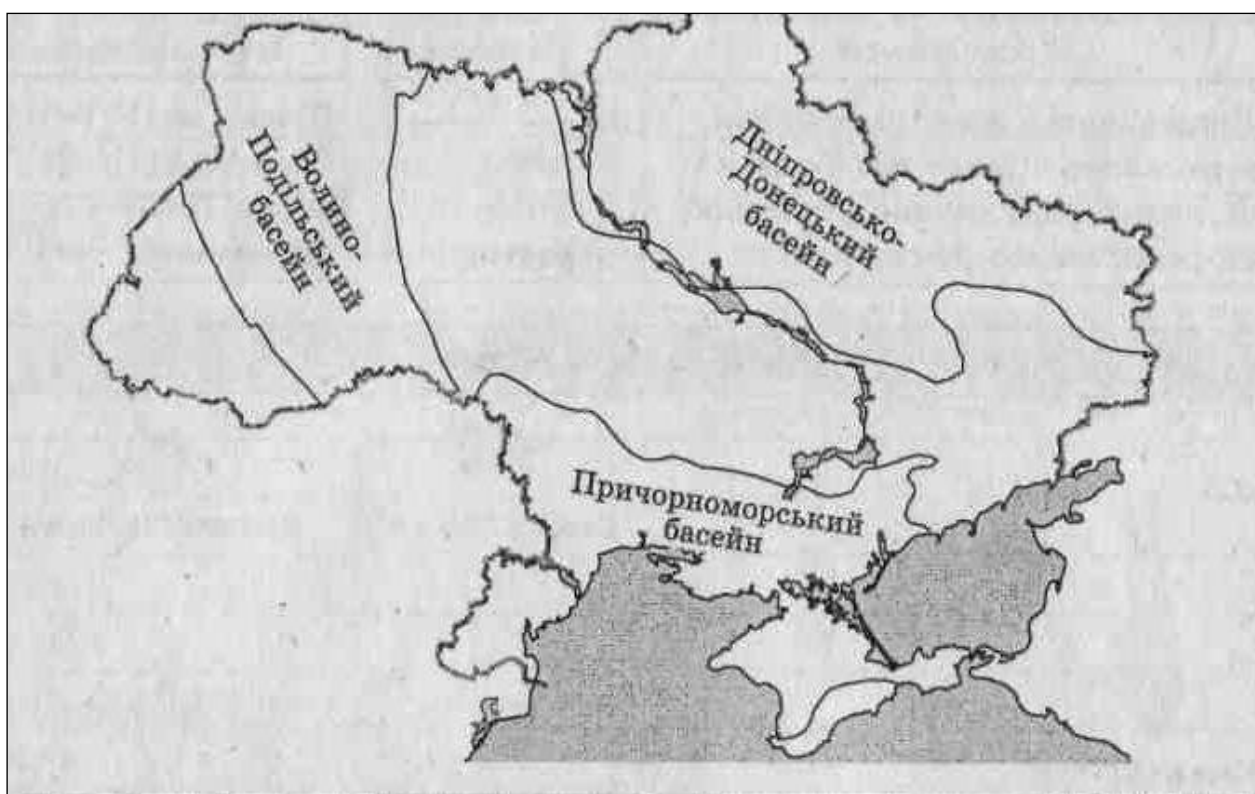 Волино-
Подільський
басейн
Дніпровсько-
Донецький
басейн
Причорноморський
басейн